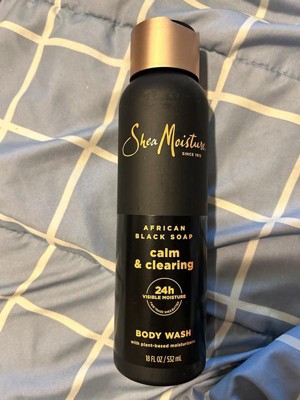 SheaMoisture
SINCE 1912
AFRICAN
BLACK SOAP
calm
& clearing
24h
VISIBLE MOISTURE
BODY WASH
with plant-based moisturizers
18 FL OZ / 532 mL